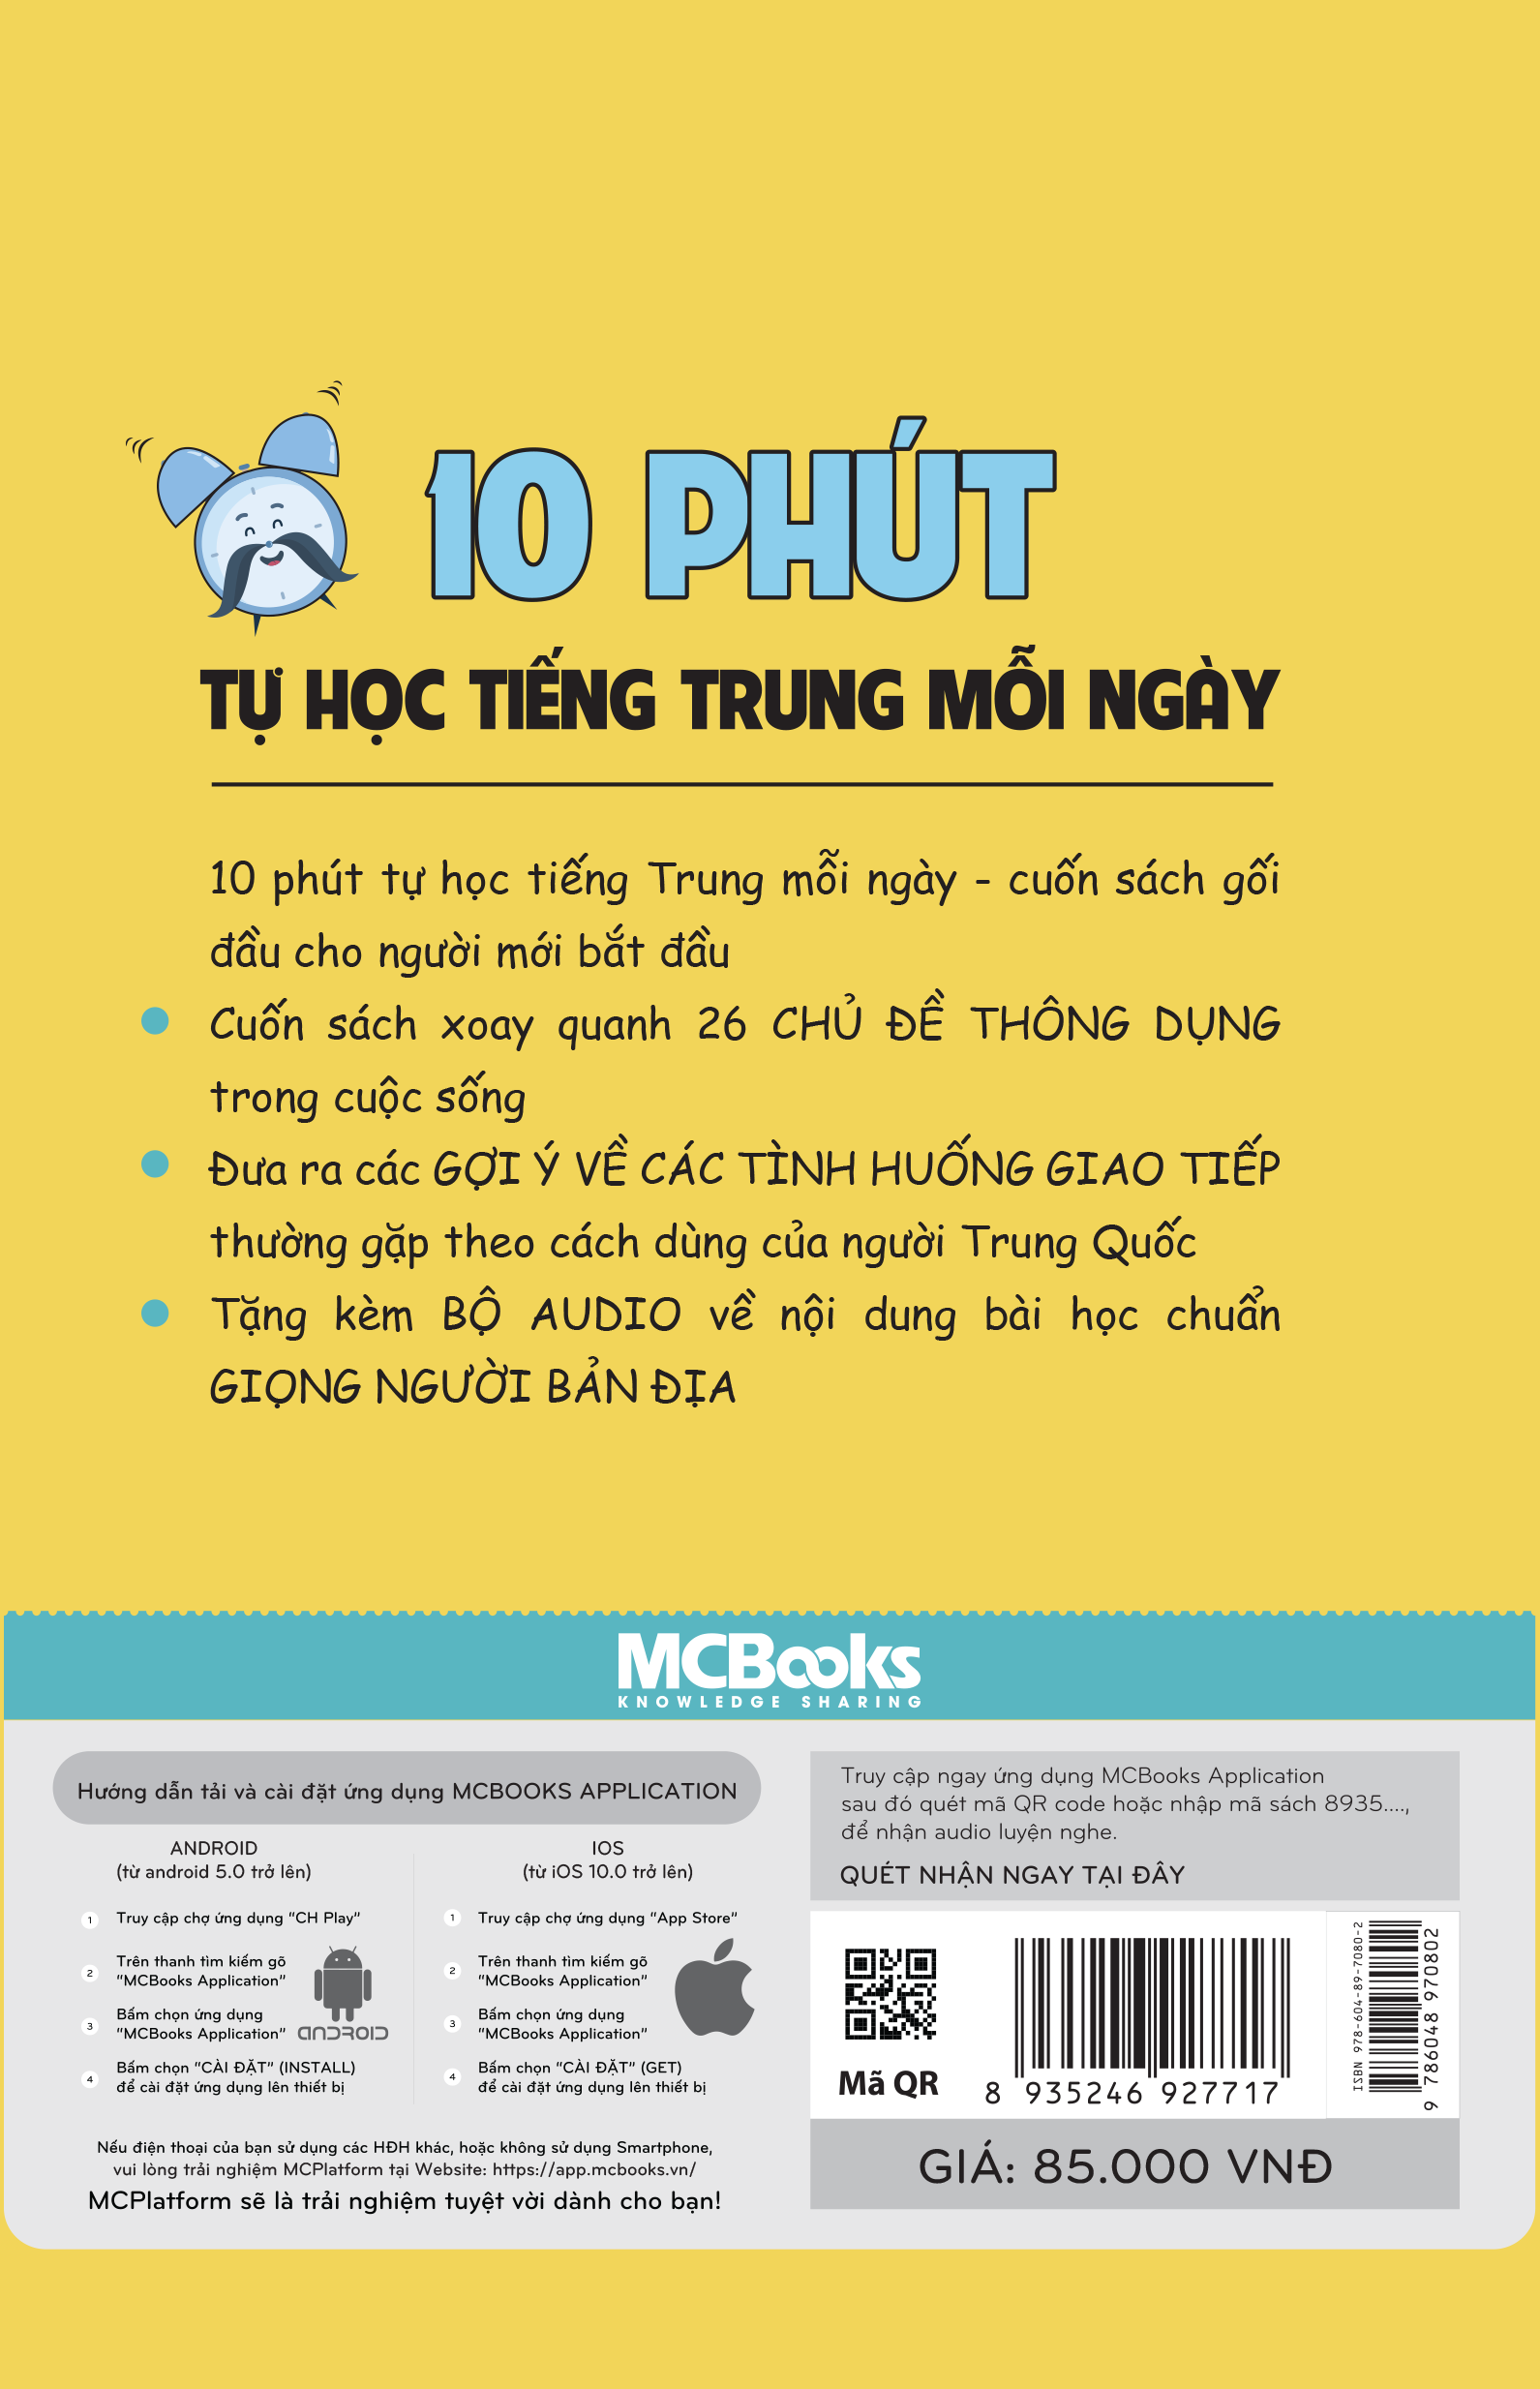 10 PHÚT
TỰ HỌC TIẾNG TRUNG MỖI NGÀY
10 phút tự học tiếng Trung mỗi ngày - cuốn sách gối
đầu cho người mới bắt đầu
Cuốn sách xoay quanh 26 CHỦ ĐỀ THÔNG DỤNG
trong cuộc sống
Đưa ra các GỢI Ý VỀ CÁC TÌNH HUỐNG GIAO TIẾP
thường gặp theo cách dùng của người Trung Quốc
Tặng kèm BỘ AUDIO về nội dung bài học chuẩn
GIỌNG NGƯỜI BẢN ĐỊA
MCBooks
KNOWLEDGE SHARING
Hướng dẫn tải và cài đặt ứng dụng MCBOOKS APPLICATION
ANDROID
(từ android 5.0 trở lên)
1 Truy cập chợ ứng dụng "CH Play"
2 Trên thanh tìm kiếm gõ
"MCBooks Application"
3 Bấm chọn ứng dụng
"MCBooks Application"
4 Bấm chọn "CÀI ĐẶT" (INSTALL)
để cài đặt ứng dụng lên thiết bị
ANDROID
IOS
(từ iOS 10.0 trở lên)
1 Truy cập chợ ứng dụng "App Store"
2 Trên thanh tìm kiếm gõ
"MCBooks Application"
3 Bấm chọn ứng dụng
"MCBooks Application"
4 Bấm chọn "CÀI ĐẶT" (GET)
để cài đặt ứng dụng lên thiết bị
Nếu điện thoại của bạn sử dụng các HĐH khác, hoặc không sử dụng Smartphone,
vui lòng trải nghiệm MCPlatform tại Website: https://app.mcbooks.vn/
MCPlatform sẽ là trải nghiệm tuyệt vời dành cho bạn!
Truy cập ngay ứng dụng MCBooks Application
sau đó quét mã QR code hoặc nhập mã sách 8935....,
để nhận audio luyện nghe.
QUÉT NHẬN NGAY TẠI ĐÂY
Mã QR
8 935246 927717
ISBN 978-604-89-7080-2
9 786048 970802
GIÁ: 85.000 VNĐ